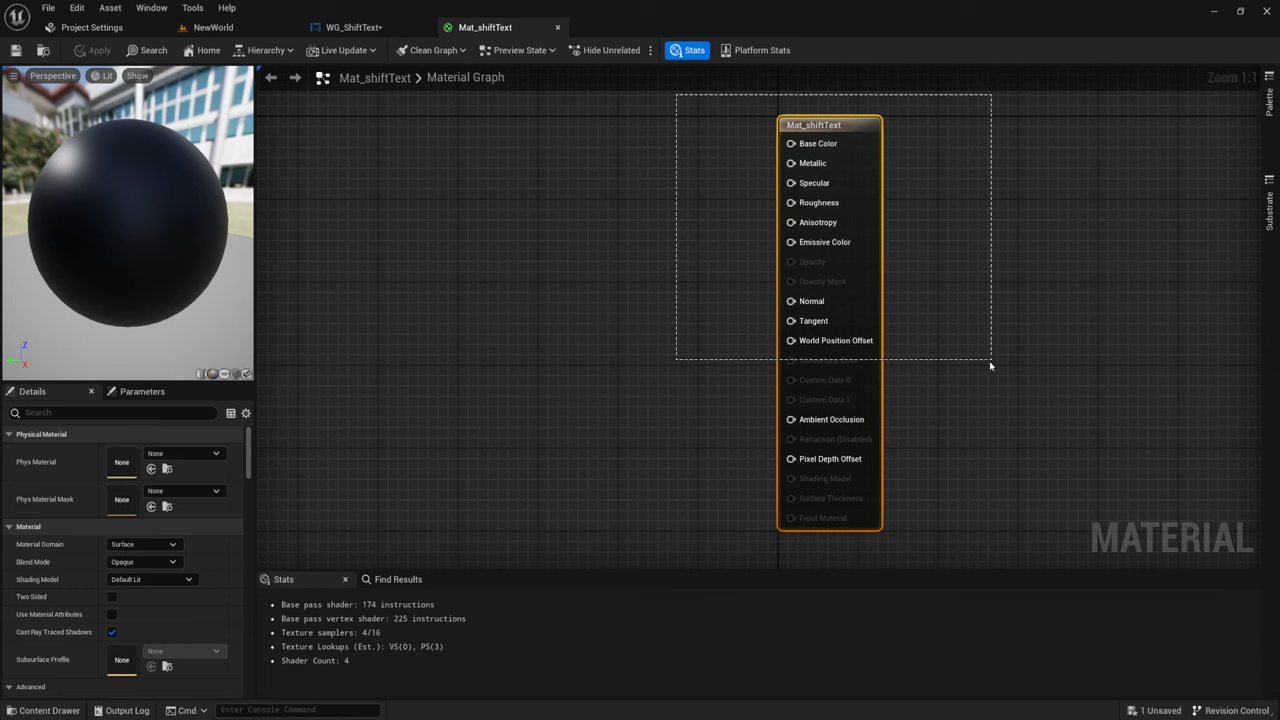 File Edit Asset Window Tools Help
Project Settings NewWorld WG_ShiftText• Mat_shiftText
Apply Search Home Hierarchy Live Update Clean Graph Preview State Hide Unrelated Stats Platform Stats
Perspective Lit Show
Mat_shiftText > Material Graph
Zoom 1:1
Palette
Substrate
Mat_shiftText
Base Color
Metallic
Specular
Roughness
Anisotropy
Emissive Color
Opacity
Opacity Mask
Normal
Tangent
World Position Offset
Custom Data 0
Custom Data 1
Ambient Occlusion
Refraction (Disabled)
Pixel Depth Offset
Shading Model
Surface Thickness
Front Material
MATERIAL
Z
X
Details Parameters
Search
Physical Material
Phys Material None None
Phys Material Mask None None
Material
Material Domain Surface
Blend Mode Opaque
Shading Model Default Lit
Two Sided
Use Material Attributes
Cast Ray Traced Shadows
Subsurface Profile None None
Advanced
Stats Find Results
Base pass shader: 174 instructions
Base pass vertex shader: 225 instructions
Texture samplers: 4/16
Texture Lookups (Est.): VS(0), PS(3)
Shader Count: 4
Content Drawer Output Log Cmd Enter Console Command 1 Unsaved Revision Control